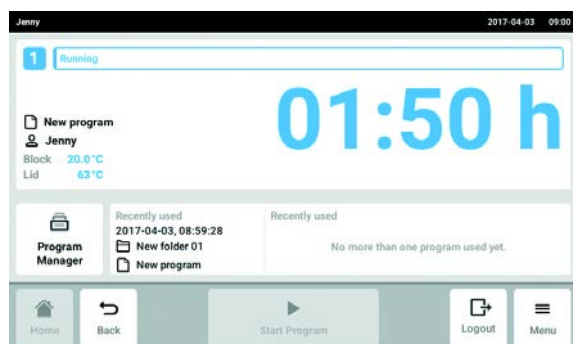 Jenny 2017-04-03 09:00
1 Running
01:50 h
New program
Jenny
Block 20.0°C
Lid 63°C
Program
Manager
Recently used
2017-04-03, 08:59:28
New folder 01
New program
Recently used
No more than one program used yet.
Home
Back
Start Program
Logout
Menu